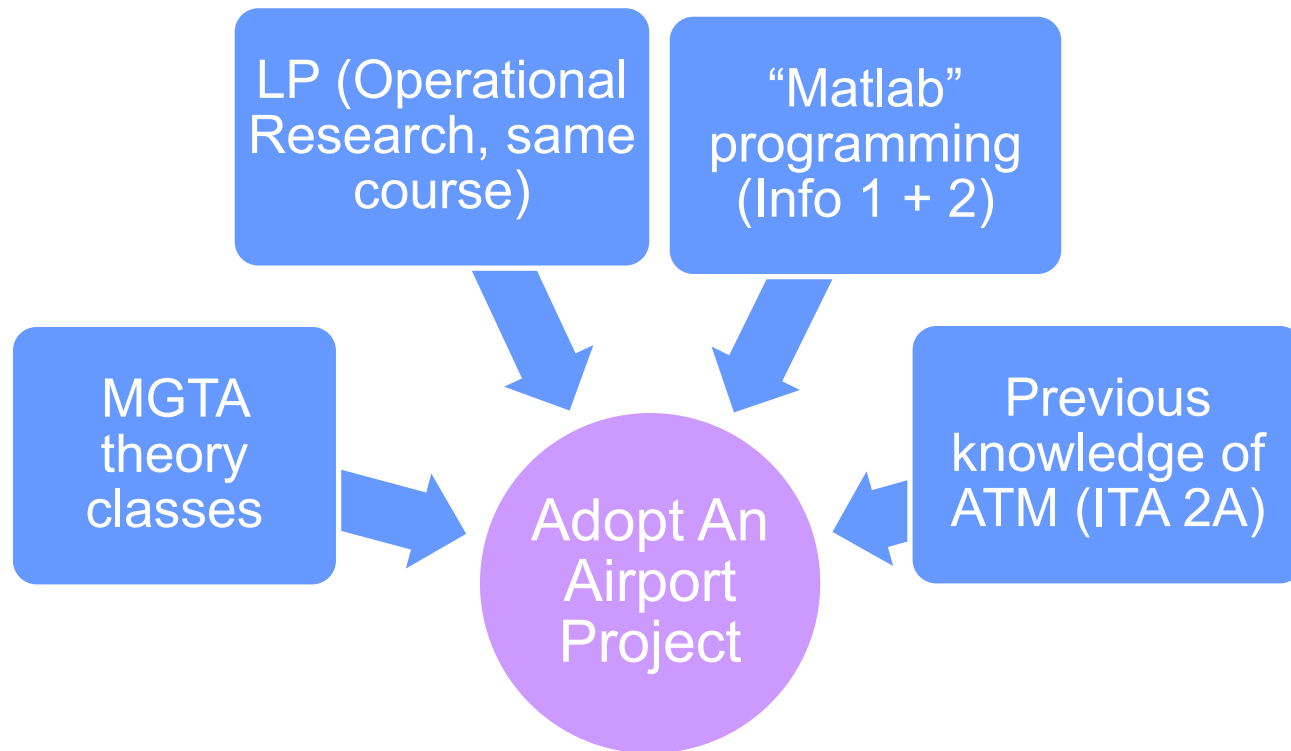 LP (Operational
Research, same
course)
“Matlab”
programming
(Info 1 + 2)
MGTA
theory
classes
Previous
knowledge of
ATM (ITA 2A)
Adopt An
Airport
Project